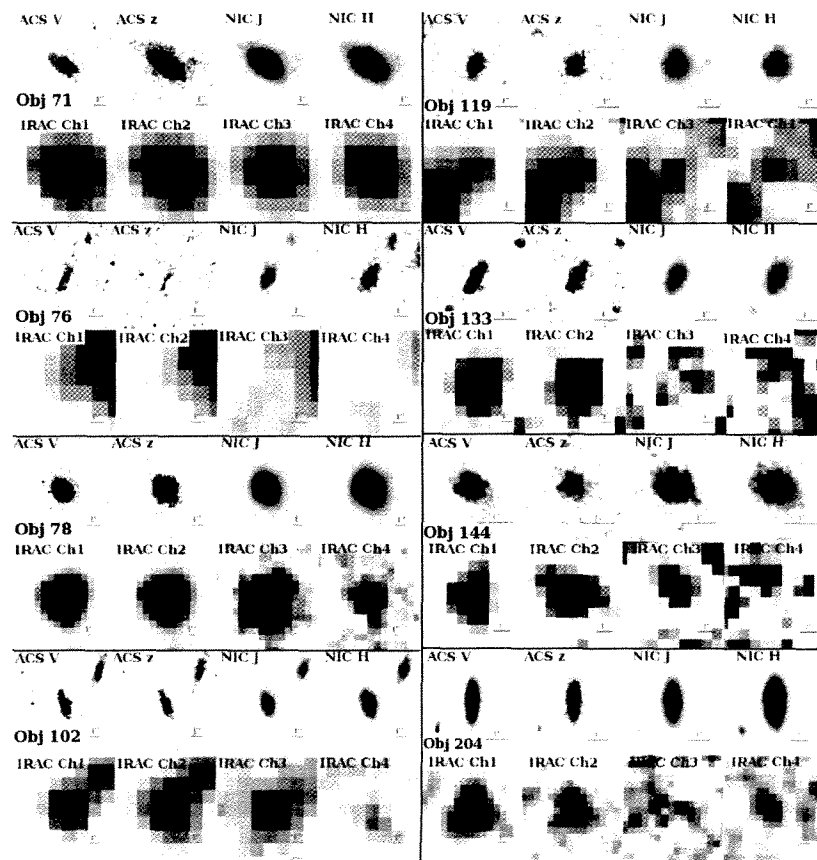 ACS V ACS z NIC J NIC H
Obj 71
IRAC Ch1 IRAC Ch2 IRAC Ch3 IRAC Ch4
ACS V ACS z NIC J NIC H
Obj 76
IRAC Ch1 IRAC Ch2 IRAC Ch3 IRAC Ch4
ACS V ACS z NIC J NIC H
Obj 78
IRAC Ch1 IRAC Ch2 IRAC Ch3 IRAC Ch4
ACS V ACS z NIC J NIC H
Obj 102
IRAC Ch1 IRAC Ch2 IRAC Ch3 IRAC Ch4
ACS V ACS z NIC J NIC H
Obj 119
IRAC Ch1 IRAC Ch2 IRAC Ch3 IRAC Ch4
ACS V ACS z NIC J NIC H
Obj 133
IRAC Ch1 IRAC Ch2 IRAC Ch3 IRAC Ch4
ACS V ACS z NIC J NIC H
Obj 144
IRAC Ch1 IRAC Ch2 IRAC Ch3 IRAC Ch4
ACS V ACS z NIC J NIC H
Obj 204
IRAC Ch1 IRAC Ch2 IRAC Ch3 IRAC Ch4